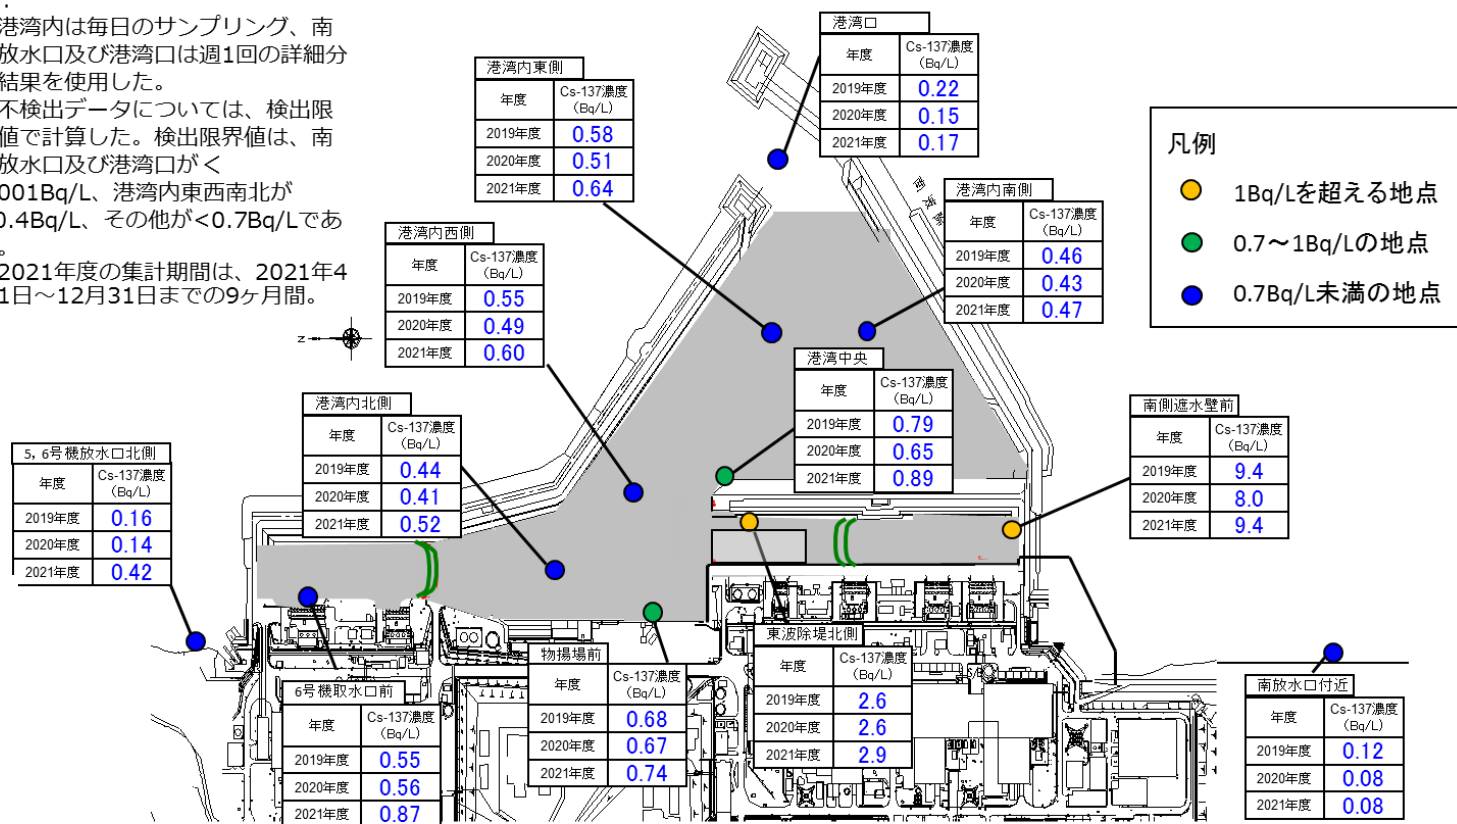 港湾内は毎日のサンプリング、南
放水口及び港湾口は週1回の詳細分
結果を使用した。
不検出データについては、検出限
値で計算した。検出限界値は、南
放水口及び港湾口が＜
001Bq/L、港湾内東西南北が
0.4Bq/L、その他が<0.7Bq/Lであ
。
2021年度の集計期間は、2021年4
1日～12月31日までの9ヶ月間。
港湾口
年度 Cs-137濃度
(Bq/L)
2019年度 0.22
2020年度 0.15
2021年度 0.17
港湾内東側
年度 Cs-137濃度
(Bq/L)
2019年度 0.58
2020年度 0.51
2021年度 0.64
凡例
1Bq/Lを超える地点
0.7～1Bq/Lの地点
0.7Bq/L未満の地点
港湾内南側
年度 Cs-137濃度
(Bq/L)
2019年度 0.46
2020年度 0.43
2021年度 0.47
港湾内西側
年度 Cs-137濃度
(Bq/L)
2019年度 0.55
2020年度 0.49
2021年度 0.60
N
港湾中央
年度 Cs-137濃度
(Bq/L)
2019年度 0.79
2020年度 0.65
2021年度 0.89
港湾内北側
年度 Cs-137濃度
(Bq/L)
2019年度 0.44
2020年度 0.41
2021年度 0.52
南側遮水壁前
年度 Cs-137濃度
(Bq/L)
2019年度 9.4
2020年度 8.0
2021年度 9.4
5, 6号機放水口北側
年度 Cs-137濃度
(Bq/L)
2019年度 0.16
2020年度 0.14
2021年度 0.42
東波除堤北側
年度 Cs-137濃度
(Bq/L)
2019年度 2.6
2020年度 2.6
2021年度 2.9
物揚場前
年度 Cs-137濃度
(Bq/L)
2019年度 0.68
2020年度 0.67
2021年度 0.74
6号機取水口前
年度 Cs-137濃度
(Bq/L)
2019年度 0.55
2020年度 0.56
2021年度 0.87
南放水口付近
年度 Cs-137濃度
(Bq/L)
2019年度 0.12
2020年度 0.08
2021年度 0.08